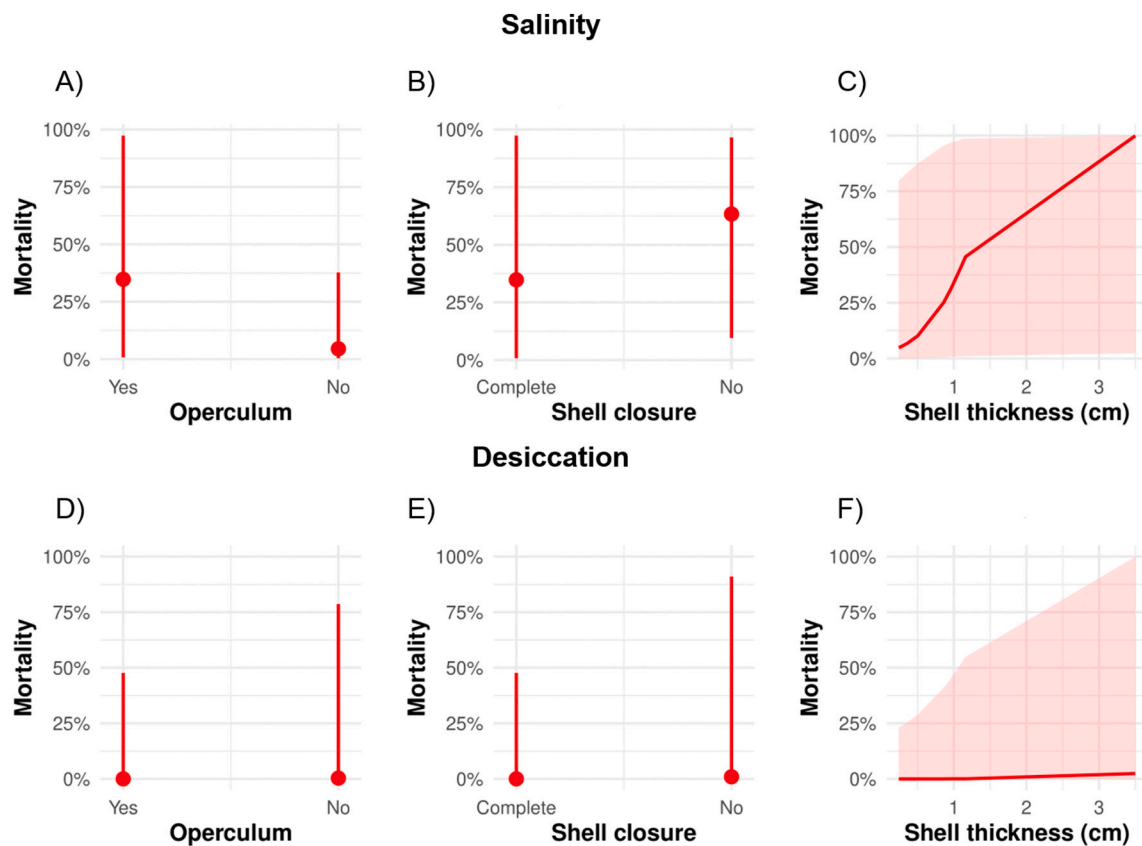 Salinity
A) B) C)
100% 100% 100%
75% 75% 75%
50% 50% 50%
25% 25% 25%
0% 0% 0%
Mortality Mortality Mortality
Yes No Complete No 1 2 3
Operculum Shell closure Shell thickness (cm)
Desiccation
D) E) F)
100% 100% 100%
75% 75% 75%
50% 50% 50%
25% 25% 25%
0% 0% 0%
Mortality Mortality Mortality
Yes No Complete No 1 2 3
Operculum Shell closure Shell thickness (cm)